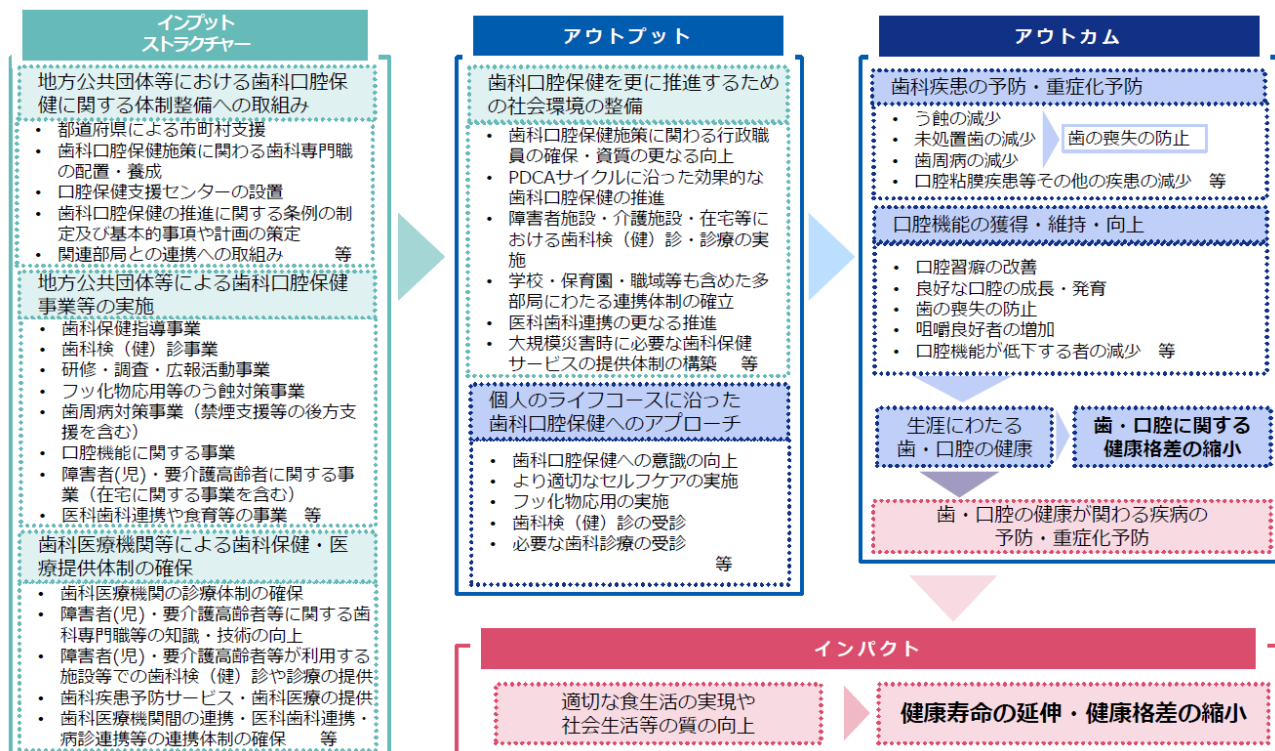 インプット
ストラクチャー
地方公共団体等における歯科口腔保
健に関する体制整備への取組み
• 都道府県による市町村支援
• 歯科口腔保健施策に関わる歯科専門職
の配置・養成
• 口腔保健支援センターの設置
• 歯科口腔保健の推進に関する条例の制
定及び基本的事項や計画の策定
• 関連部局との連携への取組み 等
地方公共団体等による歯科口腔保健
事業等の実施
• 歯科保健指導事業
• 歯科検（健）診事業
• 研修・調査・広報活動事業
• フッ化物応用等のう蝕対策事業
• 歯周病対策事業（禁煙支援等の後方支
援を含む）
• 口腔機能に関する事業
• 障害者(児)・要介護高齢者に関する事
業（在宅に関する事業を含む）
• 医科歯科連携や食育等の事業 等
歯科医療機関等による歯科保健・医
療提供体制の確保
• 歯科医療機関の診療体制の確保
• 障害者(児)・要介護高齢者等に関する歯
科専門職等の知識・技術の向上
• 障害者(児)・要介護高齢者等が利用する
施設等での歯科検（健）診や診療の提供
• 歯科疾患予防サービス・歯科医療の提供
• 歯科医療機関間の連携・医科歯科連携・
病診連携等の連携体制の確保 等
アウトプット
歯科口腔保健を更に推進するため
の社会環境の整備
• 歯科口腔保健施策に関わる行政職
員の確保・資質の更なる向上
• PDCAサイクルに沿った効果的な
歯科口腔保健の推進
• 障害者施設・介護施設・在宅等に
おける歯科検（健）診・診療の実
施
• 学校・保育園・職域等も含めた多
部局にわたる連携体制の確立
• 医科歯科連携の更なる推進
• 大規模災害時に必要な歯科保健
サービスの提供体制の構築 等
個人のライフコースに沿った
歯科口腔保健へのアプローチ
• 歯科口腔保健への意識の向上
• より適切なセルフケアの実施
• フッ化物応用の実施
• 歯科検（健）診の受診
• 必要な歯科診療の受診
等
アウトカム
歯科疾患の予防・重症化予防
• う蝕の減少
• 未処置歯の減少
• 歯周病の減少
• 口腔粘膜疾患等その他の疾患の減少 等
歯の喪失の防止
口腔機能の獲得・維持・向上
• 口腔習癖の改善
• 良好な口腔の成長・発育
• 歯の喪失の防止
• 咀嚼良好者の増加
• 口腔機能が低下する者の減少 等
生涯にわたる
歯・口腔の健康
歯・口腔に関する
健康格差の縮小
歯・口腔の健康が関わる疾病の
予防・重症化予防
インパクト
適切な食生活の実現や
社会生活等の質の向上
健康寿命の延伸・健康格差の縮小